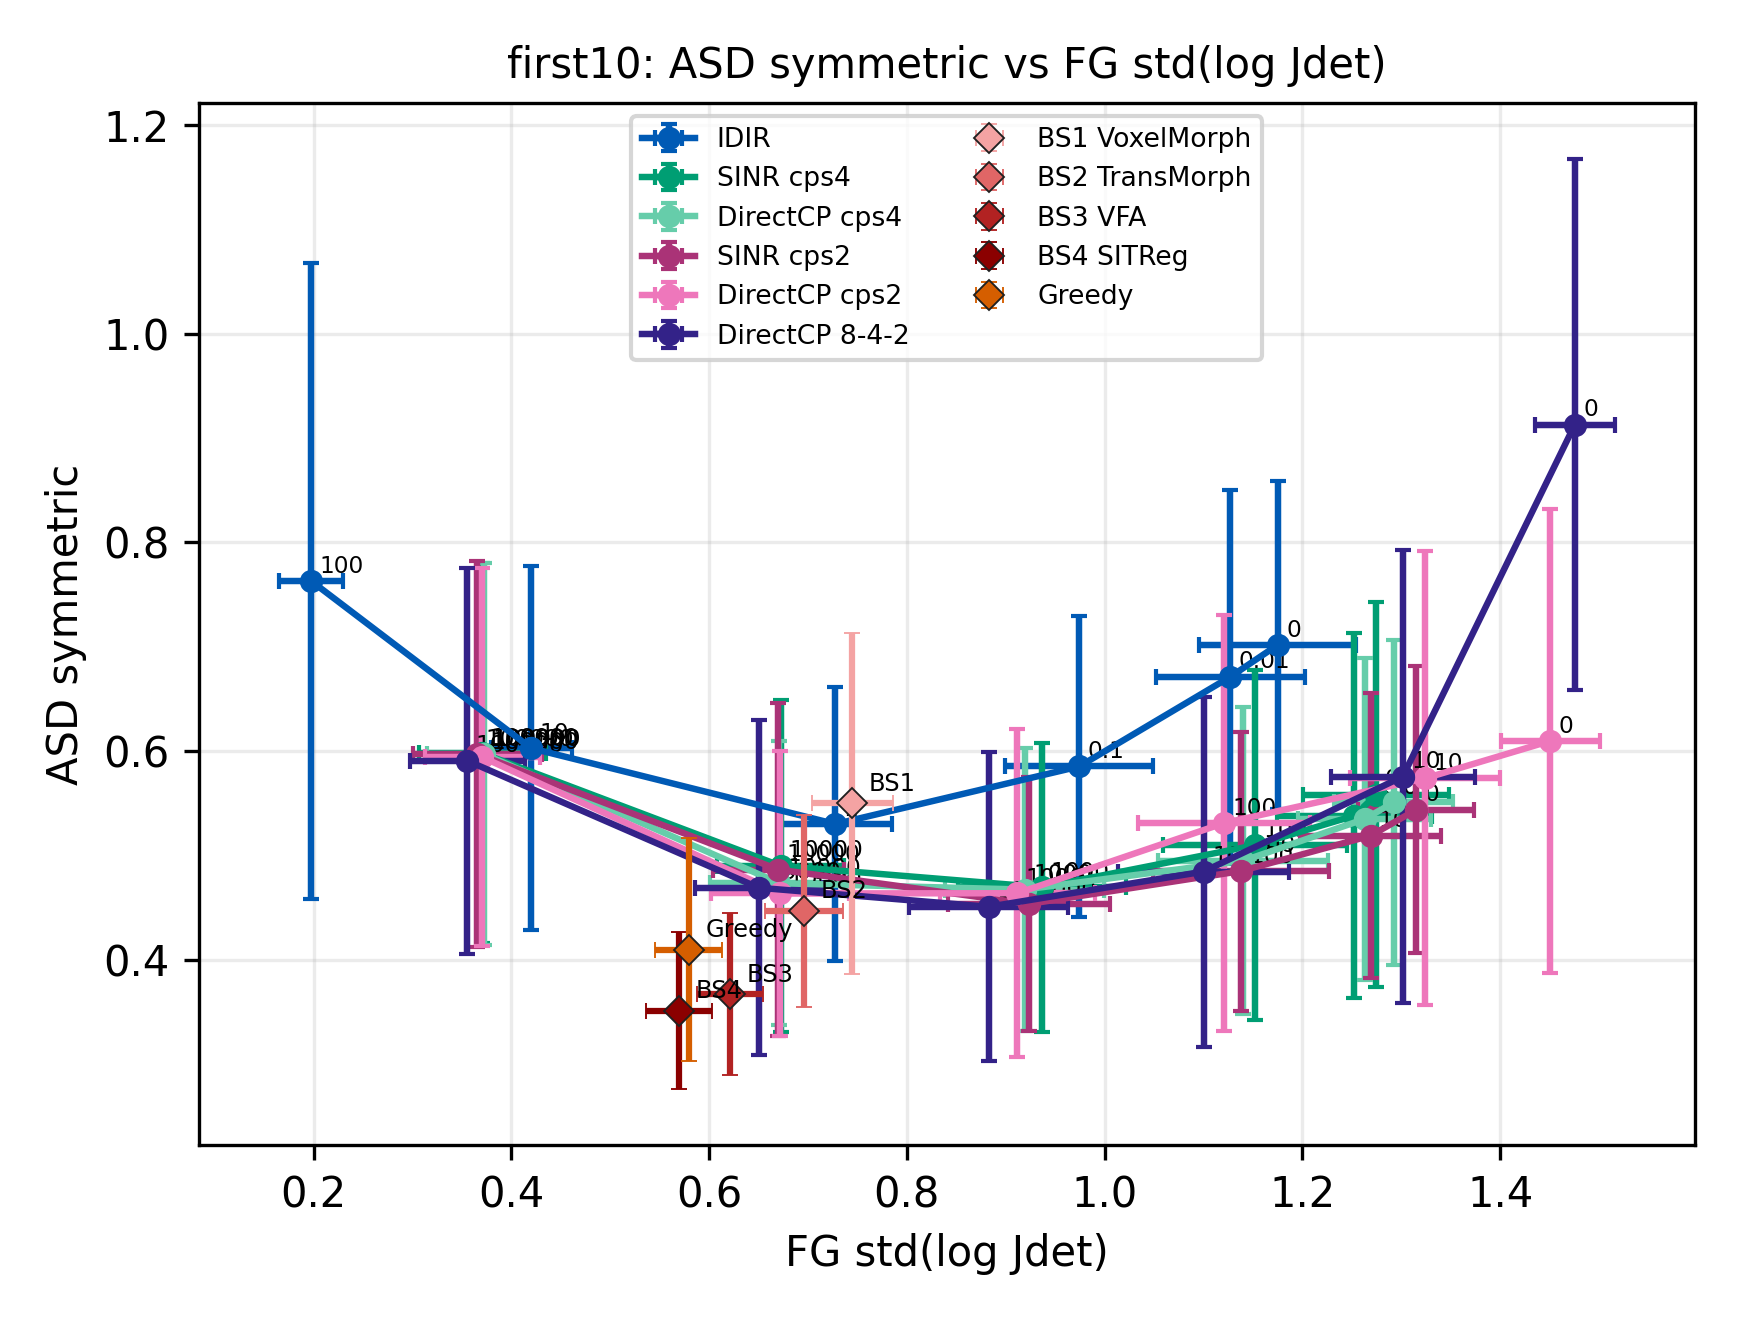 first10: ASD symmetric vs FG std(log Jdet)
ASD symmetric
1.2
1.0
0.8
0.6
0.4
IDIR
SINR cps4
DirectCP cps4
SINR cps2
DirectCP cps2
DirectCP 8-4-2
BS1 VoxelMorph
BS2 TransMorph
BS3 VFA
BS4 SITReg
Greedy
0
100
0
0.01
0
10
0.1
10
10
BS1
100
10000
BS2
Greedy
BS3
BS4
0.2
0.4
0.6
0.8
1.0
1.2
1.4
FG std(log Jdet)